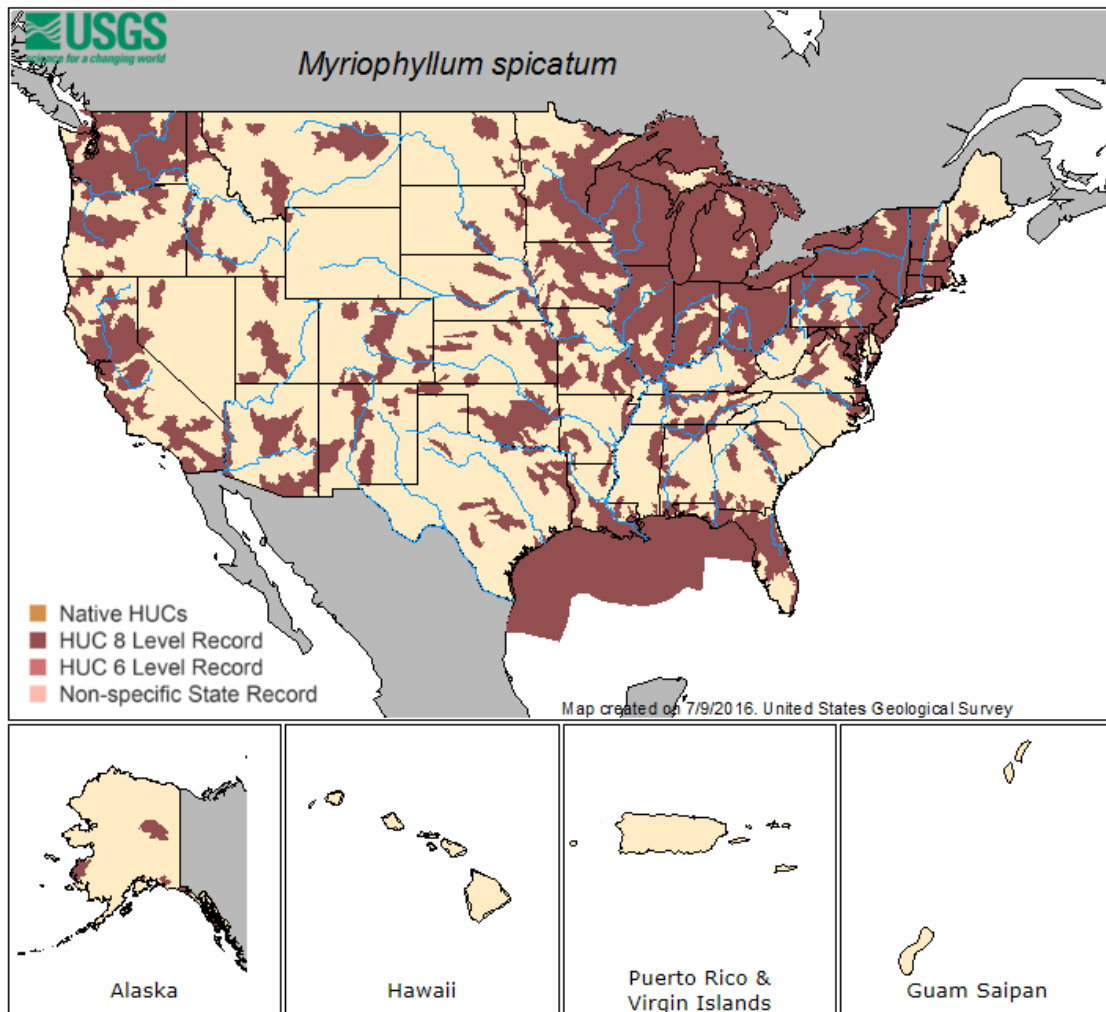 USGS
science for a changing world
Myriophyllum spicatum
Native HUCs
HUC 8 Level Record
HUC 6 Level Record
Non-specific State Record
Map created on 7/9/2016. United States Geological Survey
Alaska
Hawaii
Puerto Rico &
Virgin Islands
Guam Saipan